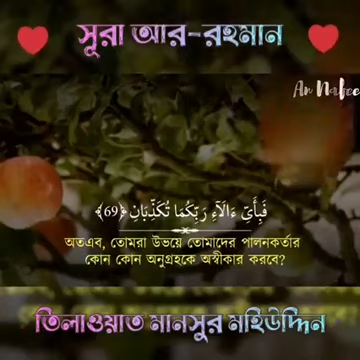 সূরা আর-রহমান
An Nafee
فَبِأَيِّ ءَالَآءِ رَبِّكُمَا تُكَذِّبَانِ ﴿69﴾
অতএব, তোমরা উভয়ে তোমাদের পালনকর্তার
কোন কোন অনুগ্রহকে অস্বীকার করবে?
তিলাওয়াত মানসুর মহিউদ্দিন